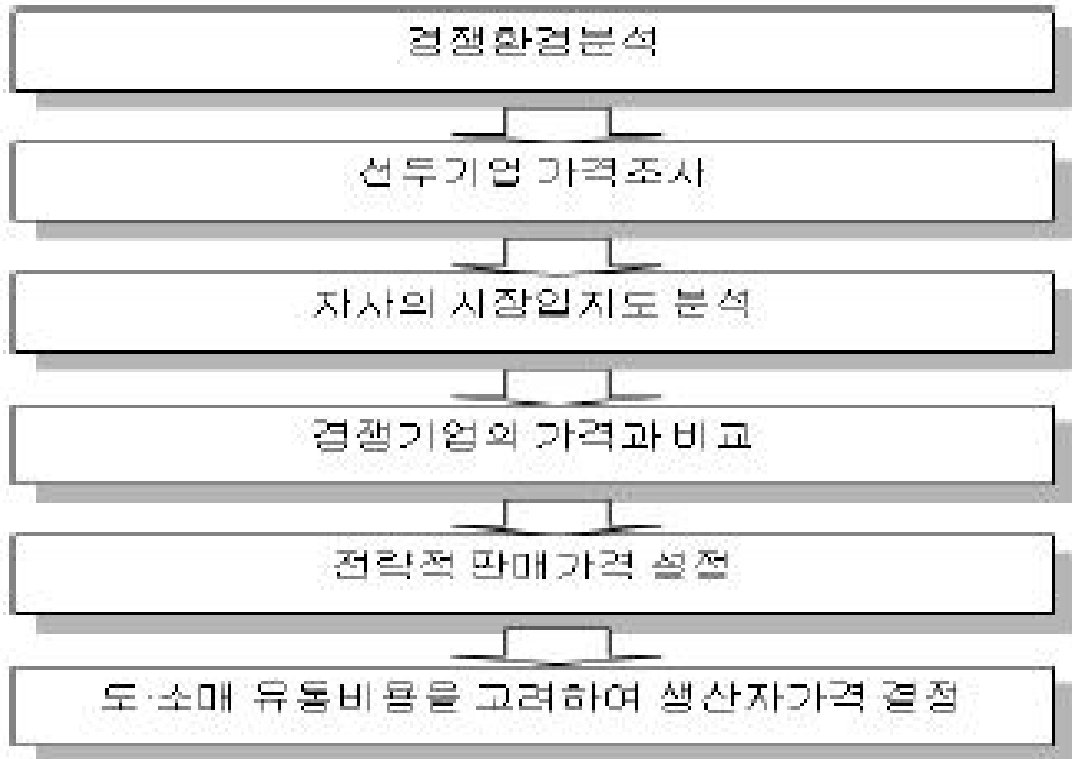 경쟁환경분석
선두기업 가격조사
자사의 시장입지도 분석
경쟁기업의 가격과 비교
전략적 판매가격 설정
도·소매 유통비용을 고려하여 생산자가격 결정